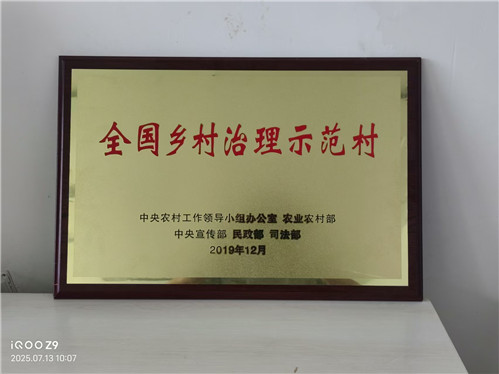 全国乡村治理示范村
中央农村工作领导小组办公室 农业农村部
中央宣传部 民政部 司法部
2019年12月
iQOO Z9
2025.07.13 10:07